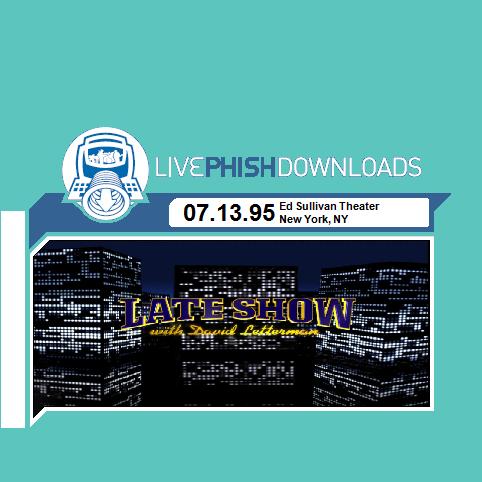 LIVEPHISHDOWNLOADS
07.13.95
Ed Sullivan Theater
New York, NY
LATE SHOW
with David Letterman